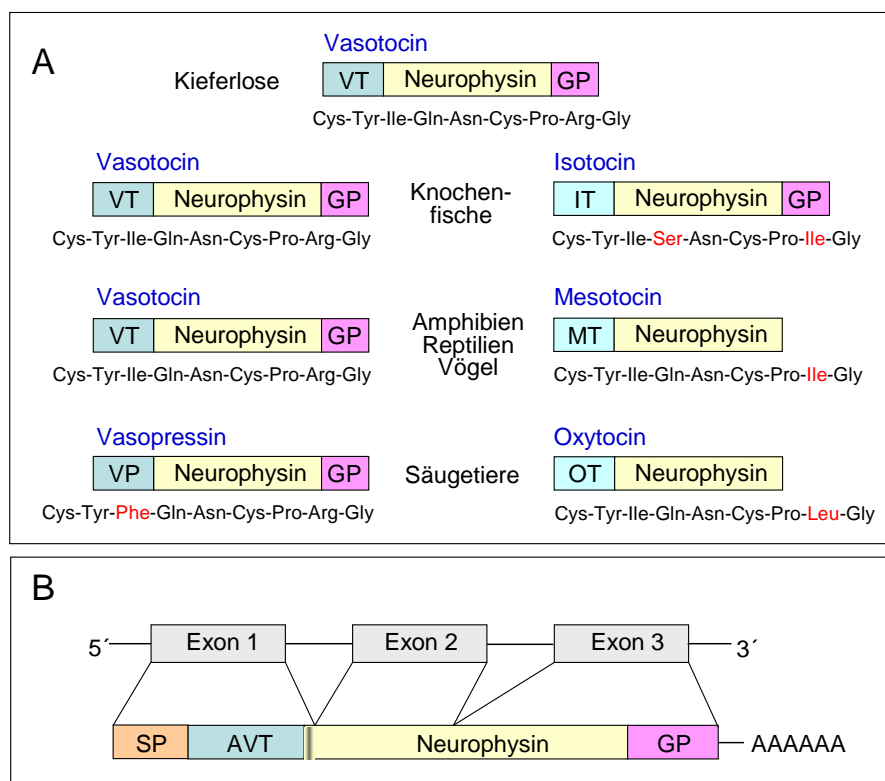 A
Vasotocin
Kieferlose
VT Neurophysin GP
Cys-Tyr-Ile-Gln-Asn-Cys-Pro-Arg-Gly
Vasotocin
VT Neurophysin GP
Cys-Tyr-Ile-Gln-Asn-Cys-Pro-Arg-Gly
Knochen-
fische
Isotocin
IT Neurophysin GP
Cys-Tyr-Ile-Ser-Asn-Cys-Pro-Ile-Gly
Vasotocin
VT Neurophysin GP
Cys-Tyr-Ile-Gln-Asn-Cys-Pro-Arg-Gly
Amphibien
Reptilien
Vögel
Mesotocin
MT Neurophysin
Cys-Tyr-Ile-Gln-Asn-Cys-Pro-Ile-Gly
Vasopressin
VP Neurophysin GP
Cys-Tyr-Phe-Gln-Asn-Cys-Pro-Arg-Gly
Säugetiere
Oxytocin
OT Neurophysin
Cys-Tyr-Ile-Gln-Asn-Cys-Pro-Leu-Gly
B
5´ Exon 1 Exon 2 Exon 3 3´
SP AVT Neurophysin GP AAAAAA